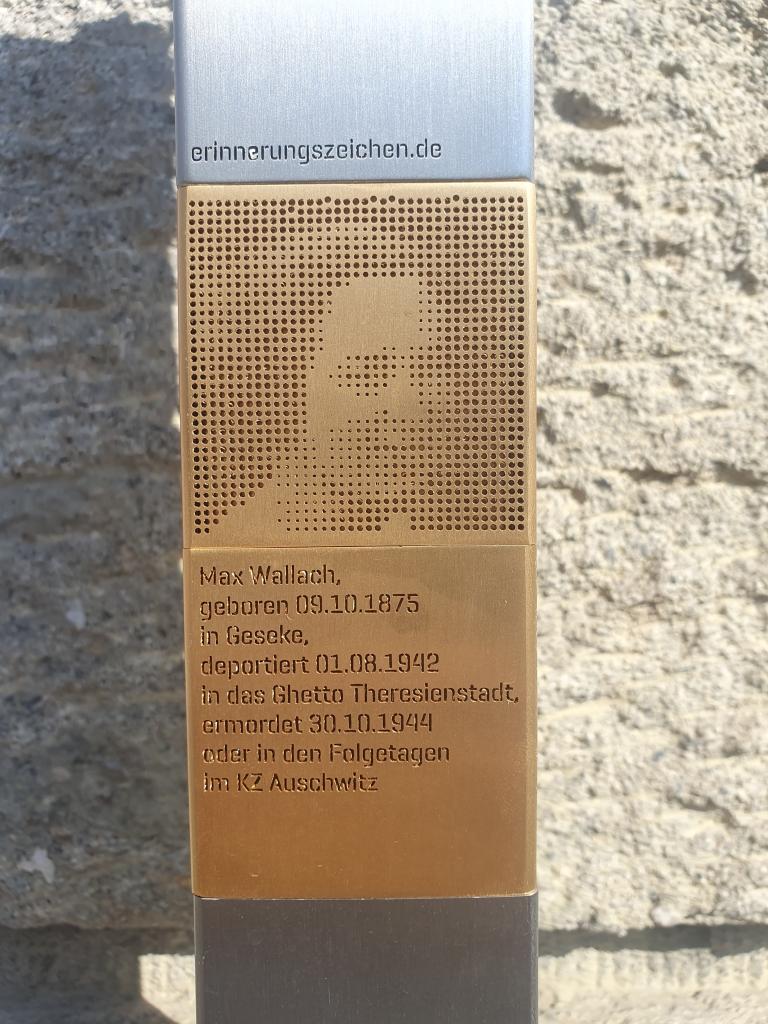 erinnerungszeichen.de
Max Wallach,
geboren 09.10.1875
in Geseke,
deportiert 01.08.1942
in das Ghetto Theresienstadt,
ermordet 30.10.1944
oder in den Folgetagen
im KZ Auschwitz